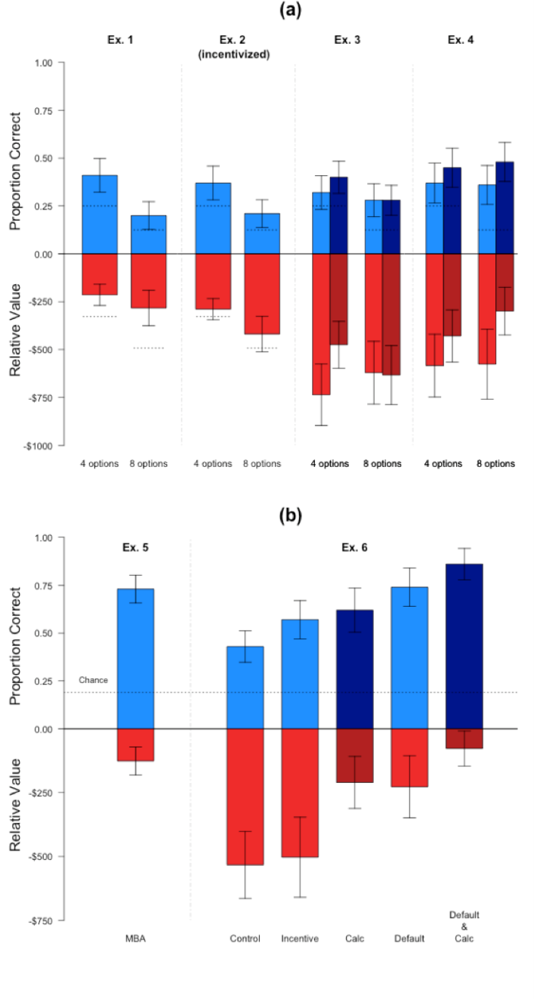 (a)
Ex. 1
Ex. 2
(incentivized)
Ex. 3
Ex. 4
Proportion Correct
Relative Value
1.00
0.75
0.50
0.25
0.00
-$250
-$500
-$750
-$1000
4 options 8 options 4 options 8 options 4 options 8 options 4 options 8 options
(b)
Ex. 5
Ex. 6
Proportion Correct
Relative Value
1.00
0.75
0.50
0.25
0.00
-$250
-$500
-$750
Chance
MBA
Control
Incentive
Calc
Default
Default
&
Calc